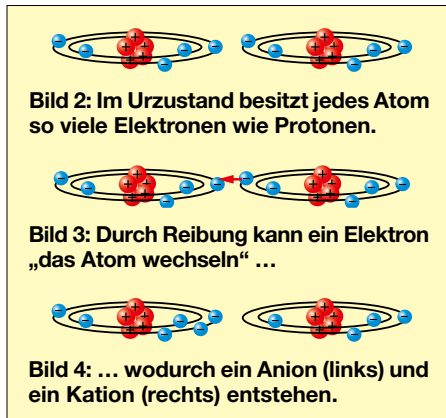 Bild 2: Im Urzustand besitzt jedes Atom
so viele Elektronen wie Protonen.
Bild 3: Durch Reibung kann ein Elektron
„das Atom wechseln“ …
Bild 4: … wodurch ein Anion (links) und
ein Kation (rechts) entstehen.